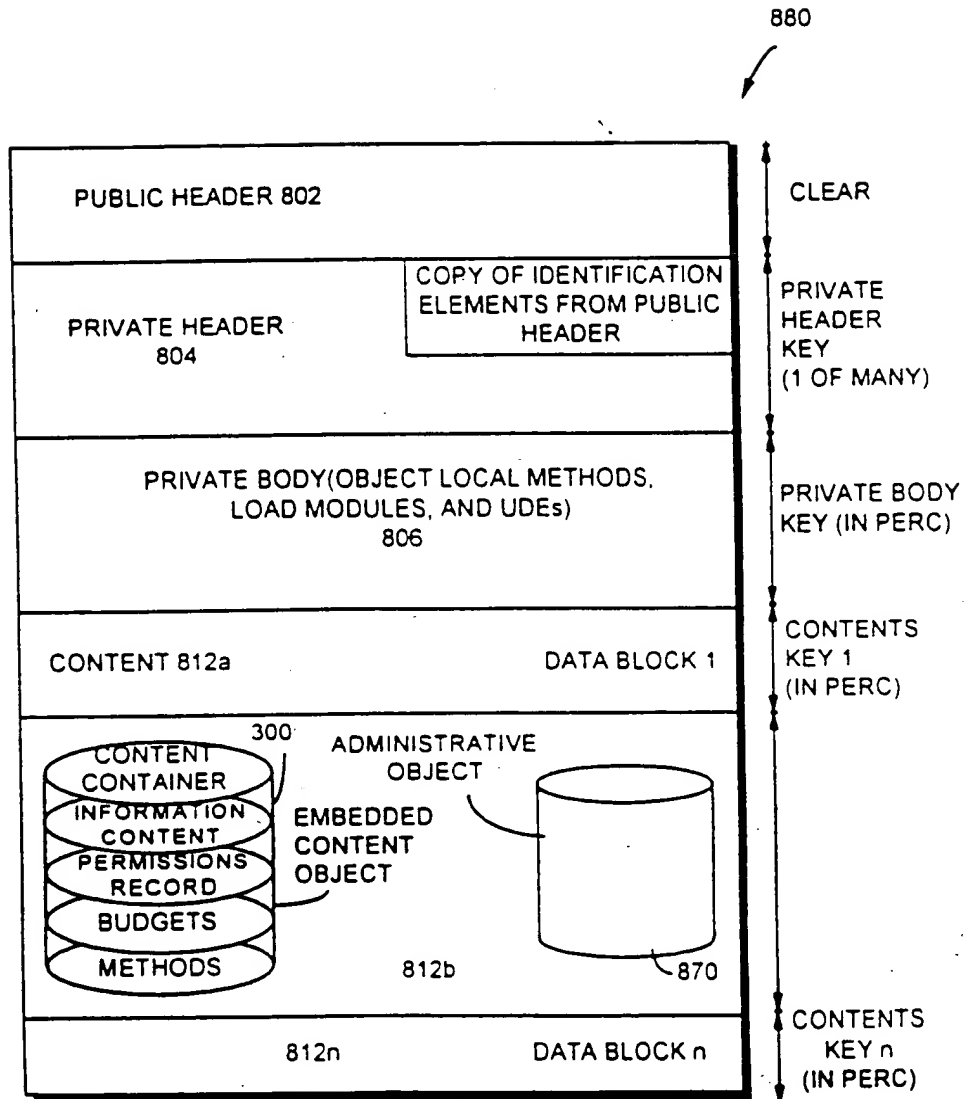 880
PUBLIC HEADER 802
CLEAR
COPY OF IDENTIFICATION
ELEMENTS FROM PUBLIC
HEADER
PRIVATE HEADER
804
PRIVATE
HEADER
KEY
(1 OF MANY)
PRIVATE BODY(OBJECT LOCAL METHODS,
LOAD MODULES, AND UDEs)
806
PRIVATE BODY
KEY (IN PERC)
CONTENT 812a
DATA BLOCK 1
CONTENTS
KEY 1
(IN PERC)
CONTENT
CONTAINER
INFORMATION
CONTENT
PERMISSIONS
RECORD
BUDGETS
METHODS
300
EMBEDDED
CONTENT
OBJECT
ADMINISTRATIVE
OBJECT
812b
870
812n
DATA BLOCK n
CONTENTS
KEY n
(IN PERC)